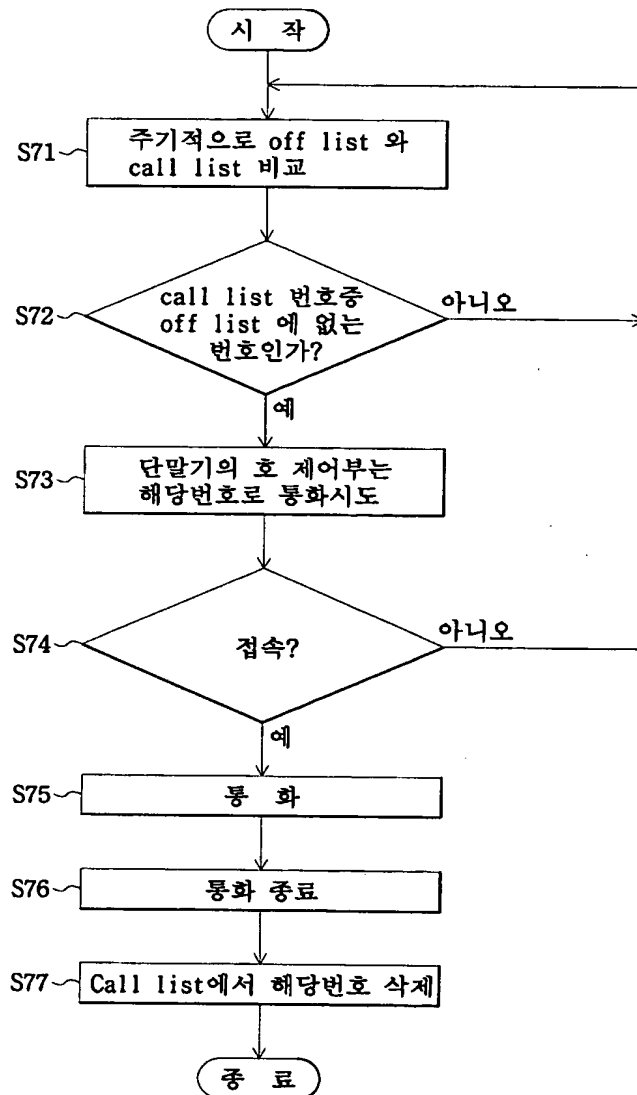 시 작
S71
주기적으로 off list 와
call list 비교
S72
call list 번호중
off list 에 없는
번호인가?
아니오
예
S73
단말기의 호 제어부는
해당번호로 통화시도
S74
접속?
아니오
예
S75
통 화
S76
통화 종료
S77
Call list에서 해당번호 삭제
종 료